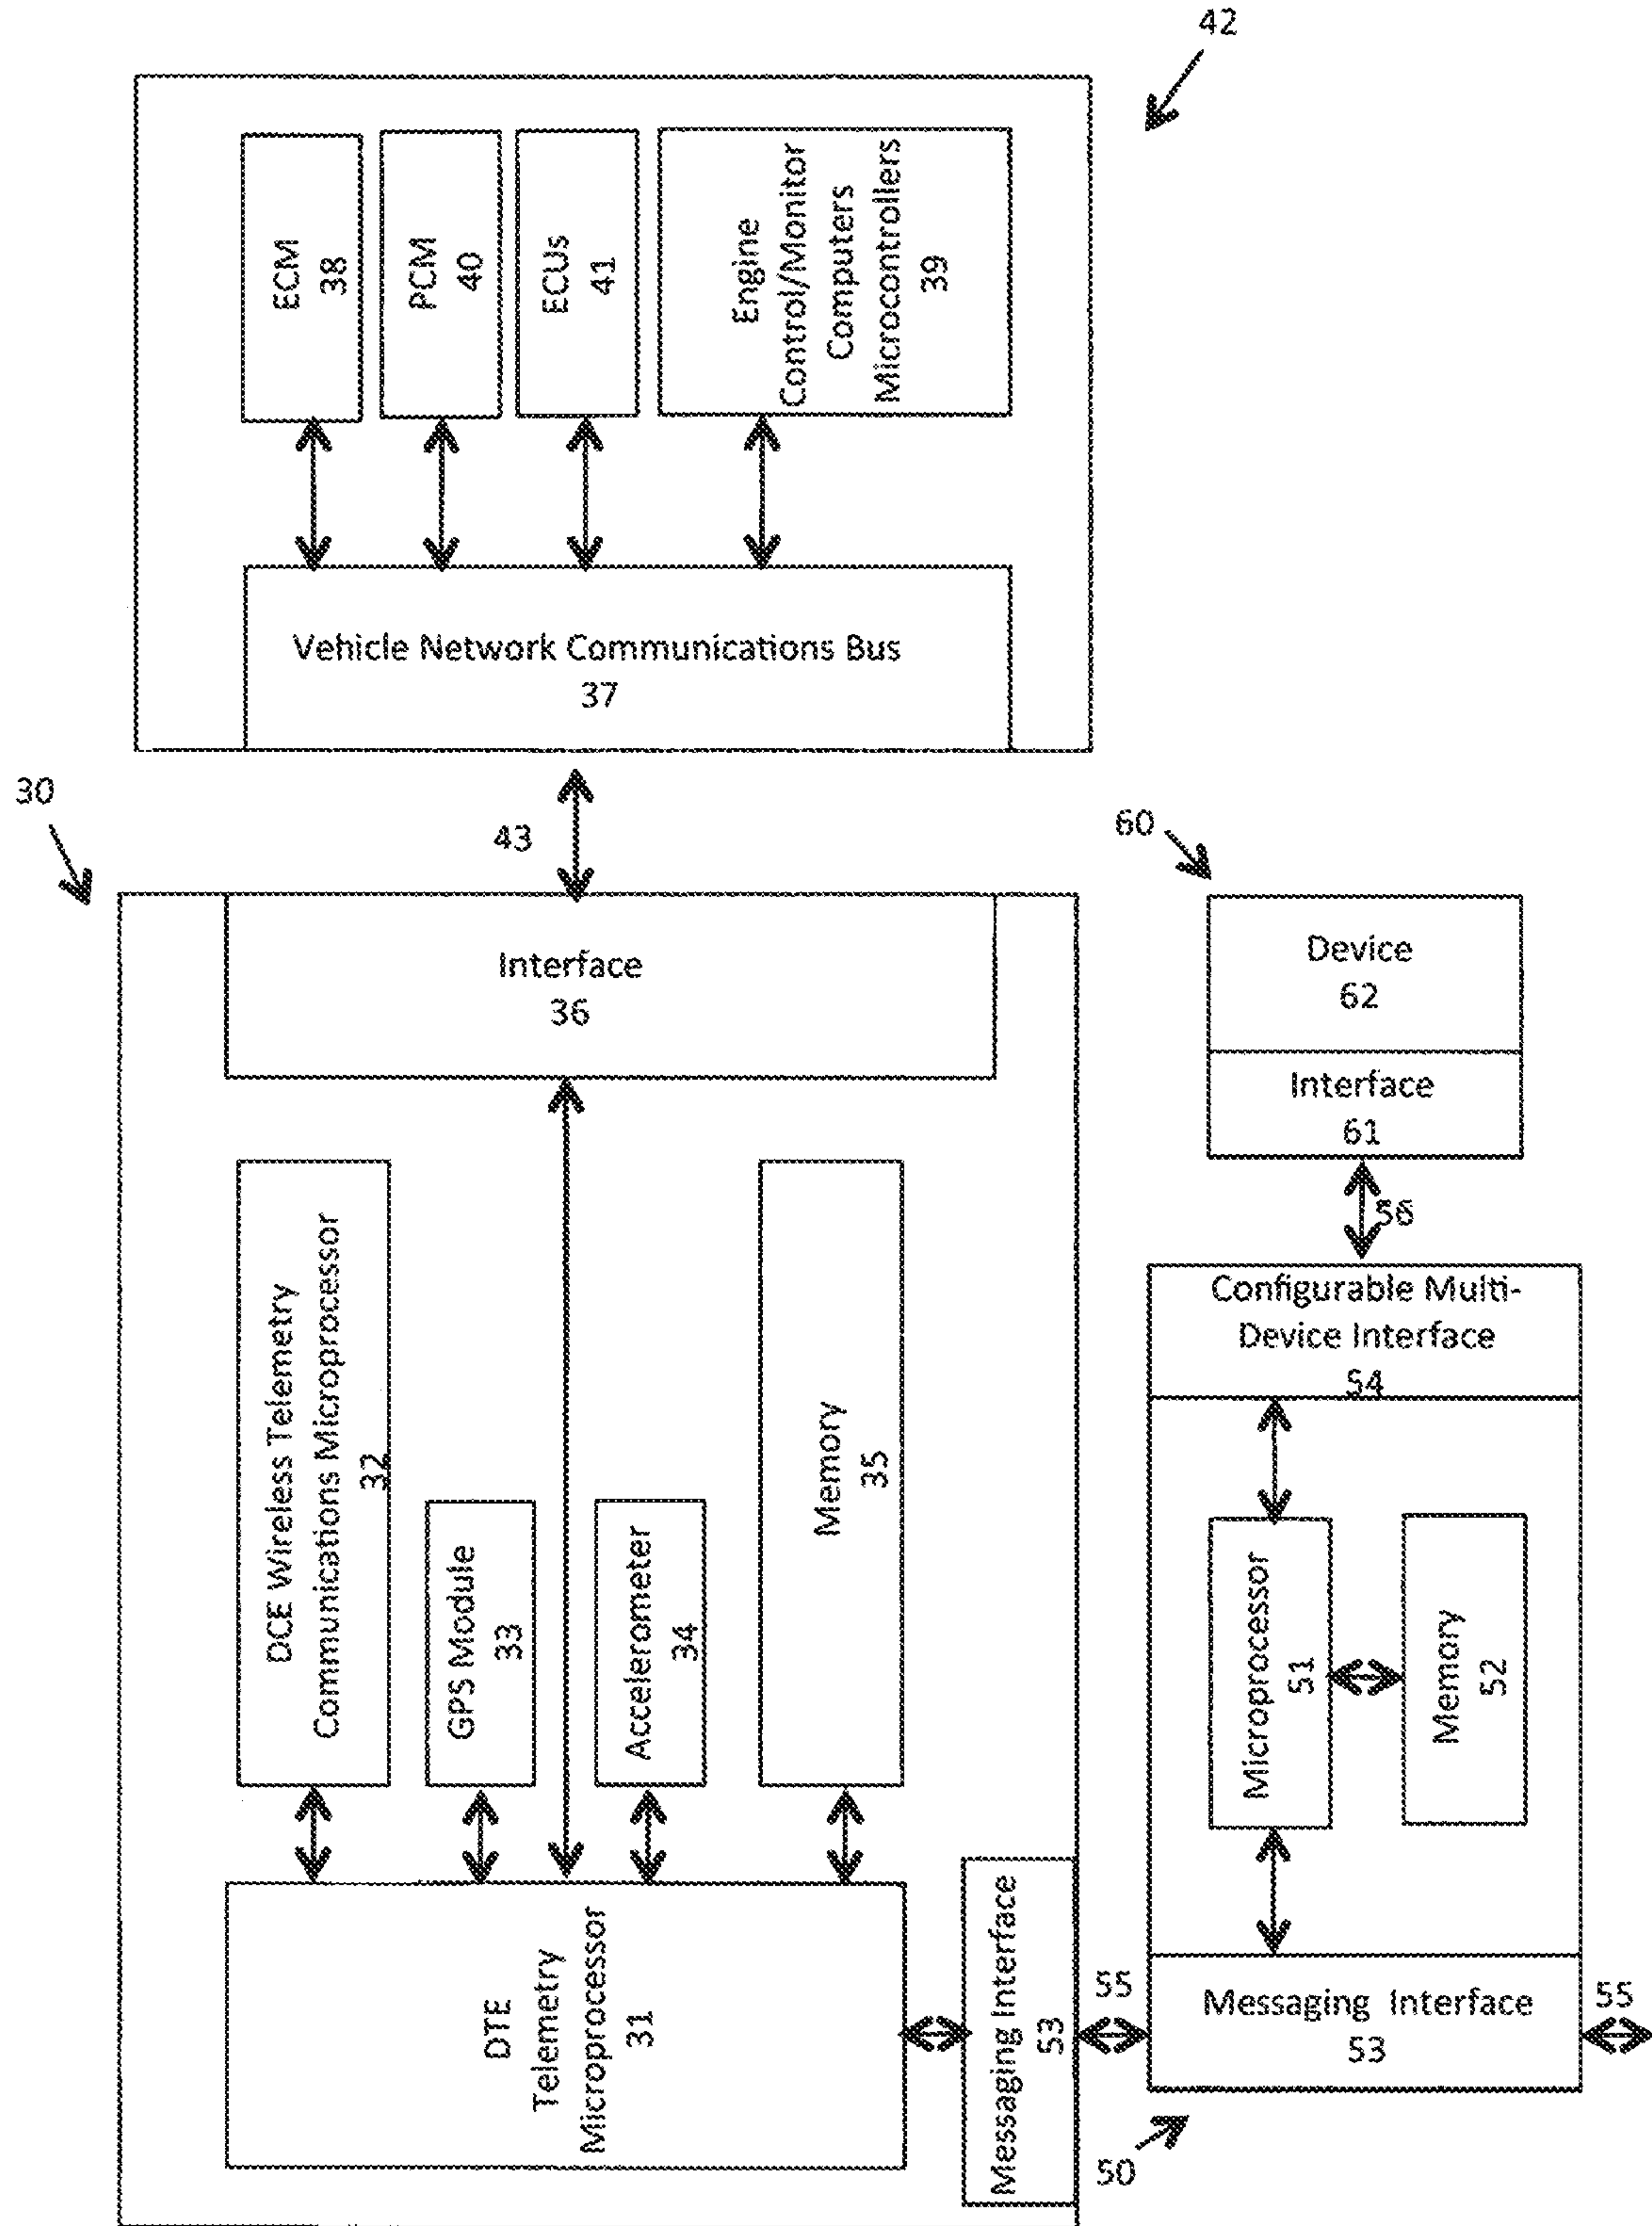 42
ECM
38
PCM
40
ECUs
41
Engine
Control/Monitor
Computers
Microcontrollers
39
Vehicle Network Communications Bus
37
30
43
60
Interface
36
Device
62
Interface
61
56
DCE Wireless Telemetry
Communications Microprocessor
32
GPS Module
33
Accelerometer
34
Memory
35
Configurable Multi-
Device Interface
54
Microprocessor
51
Memory
52
DTE
Telemetry
Microprocessor
31
Messaging Interface
53
55
Messaging Interface
53
55
50